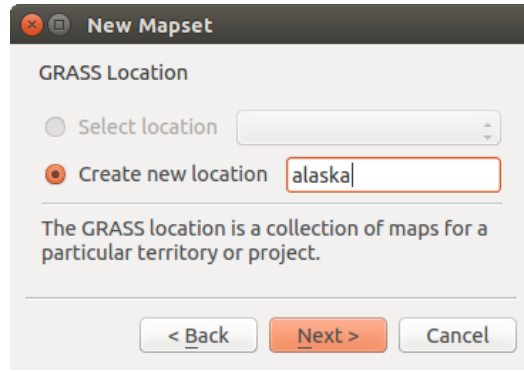 New Mapset
GRASS Location
Select location
Create new location alaska
The GRASS location is a collection of maps for a
particular territory or project.
< Back Next > Cancel